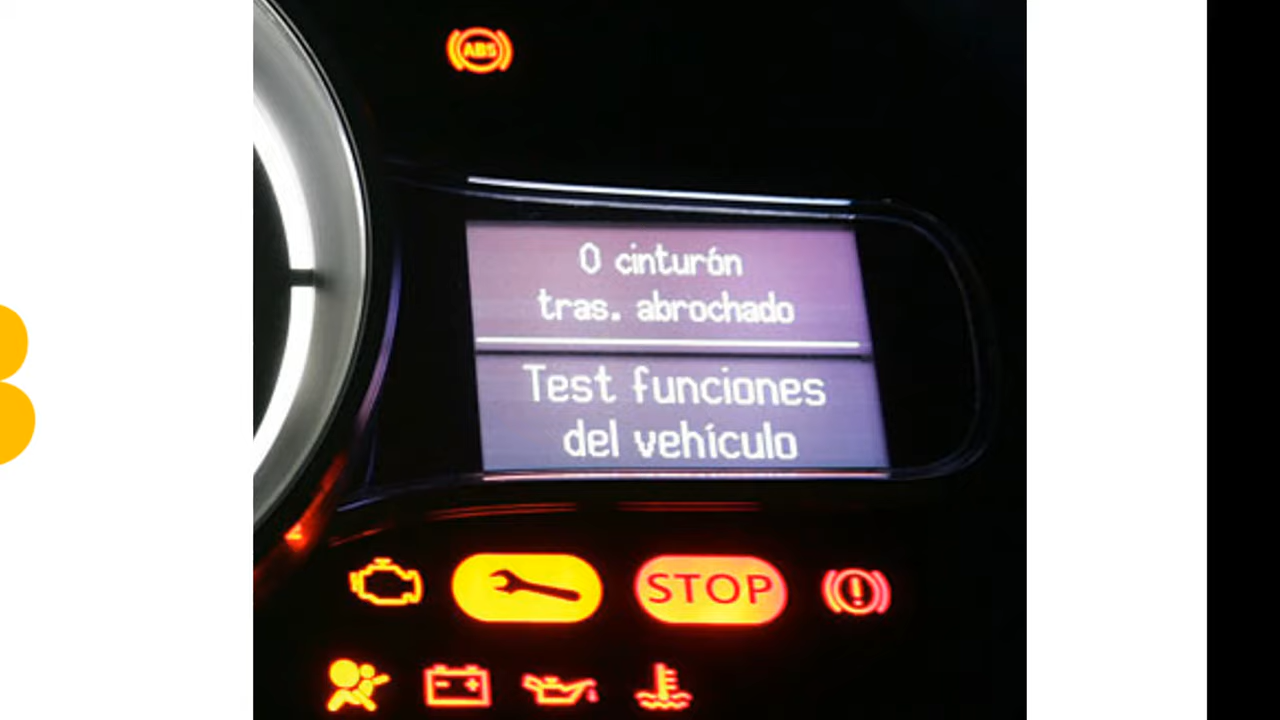 ABS
0 cinturón
tras. abrochado
Test funciones
del vehículo
STOP